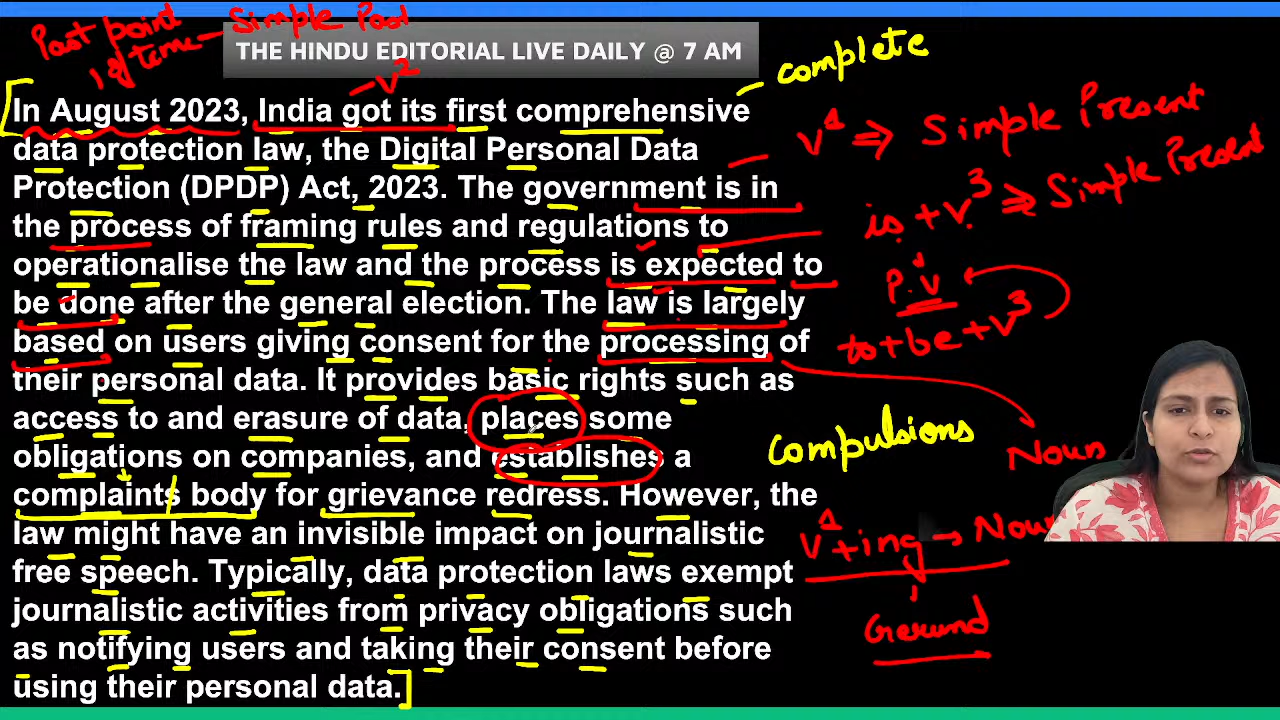 Past point
of time – Simple Past
THE HINDU EDITORIAL LIVE DAILY @ 7 AM
V2
complete
In August 2023, India got its first comprehensive
data protection law, the Digital Personal Data
Protection (DPDP) Act, 2023. The government is in
the process of framing rules and regulations to
operationalise the law and the process is expected to
be done after the general election. The law is largely
based on users giving consent for the processing of
their personal data. It provides basic rights such as
access to and erasure of data, places some
obligations on companies, and establishes a
complaints body for grievance redress. However, the
law might have an invisible impact on journalistic
free speech. Typically, data protection laws exempt
journalistic activities from privacy obligations such
as notifying users and taking their consent before
using their personal data.
V1 ⇒ Simple Present
is + V3 ⇒ Simple Present
P.V
to + be + V3
compulsions
Noun
V1 + ing → Noun
Gerund